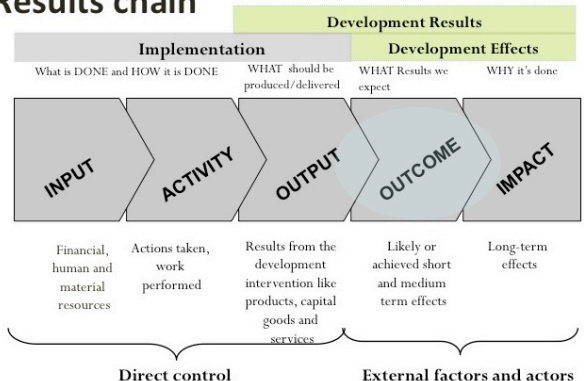 Results chain
Development Results
Implementation
Development Effects
What is DONE and HOW it is DONE
WHAT should be
produced/delivered
WHAT Results we
expect
WHY it's done
INPUT
ACTIVITY
OUTPUT
OUTCOME
IMPACT
Financial,
human and
material
resources
Actions taken,
work
performed
Results from the
development
intervention like
products, capital
goods and
services
Likely or
achieved short
and medium
term effects
Long-term
effects
Direct control
External factors and actors